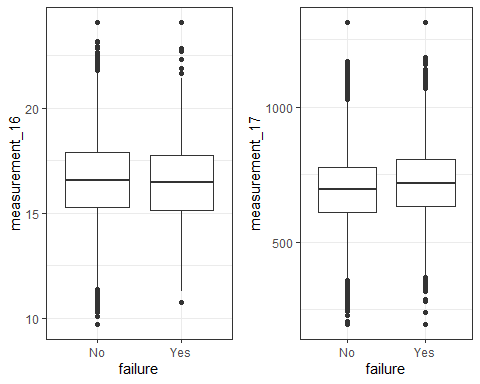 measurement_16
20
15
10
No
Yes
failure
measurement_17
1000
500
No
Yes
failure